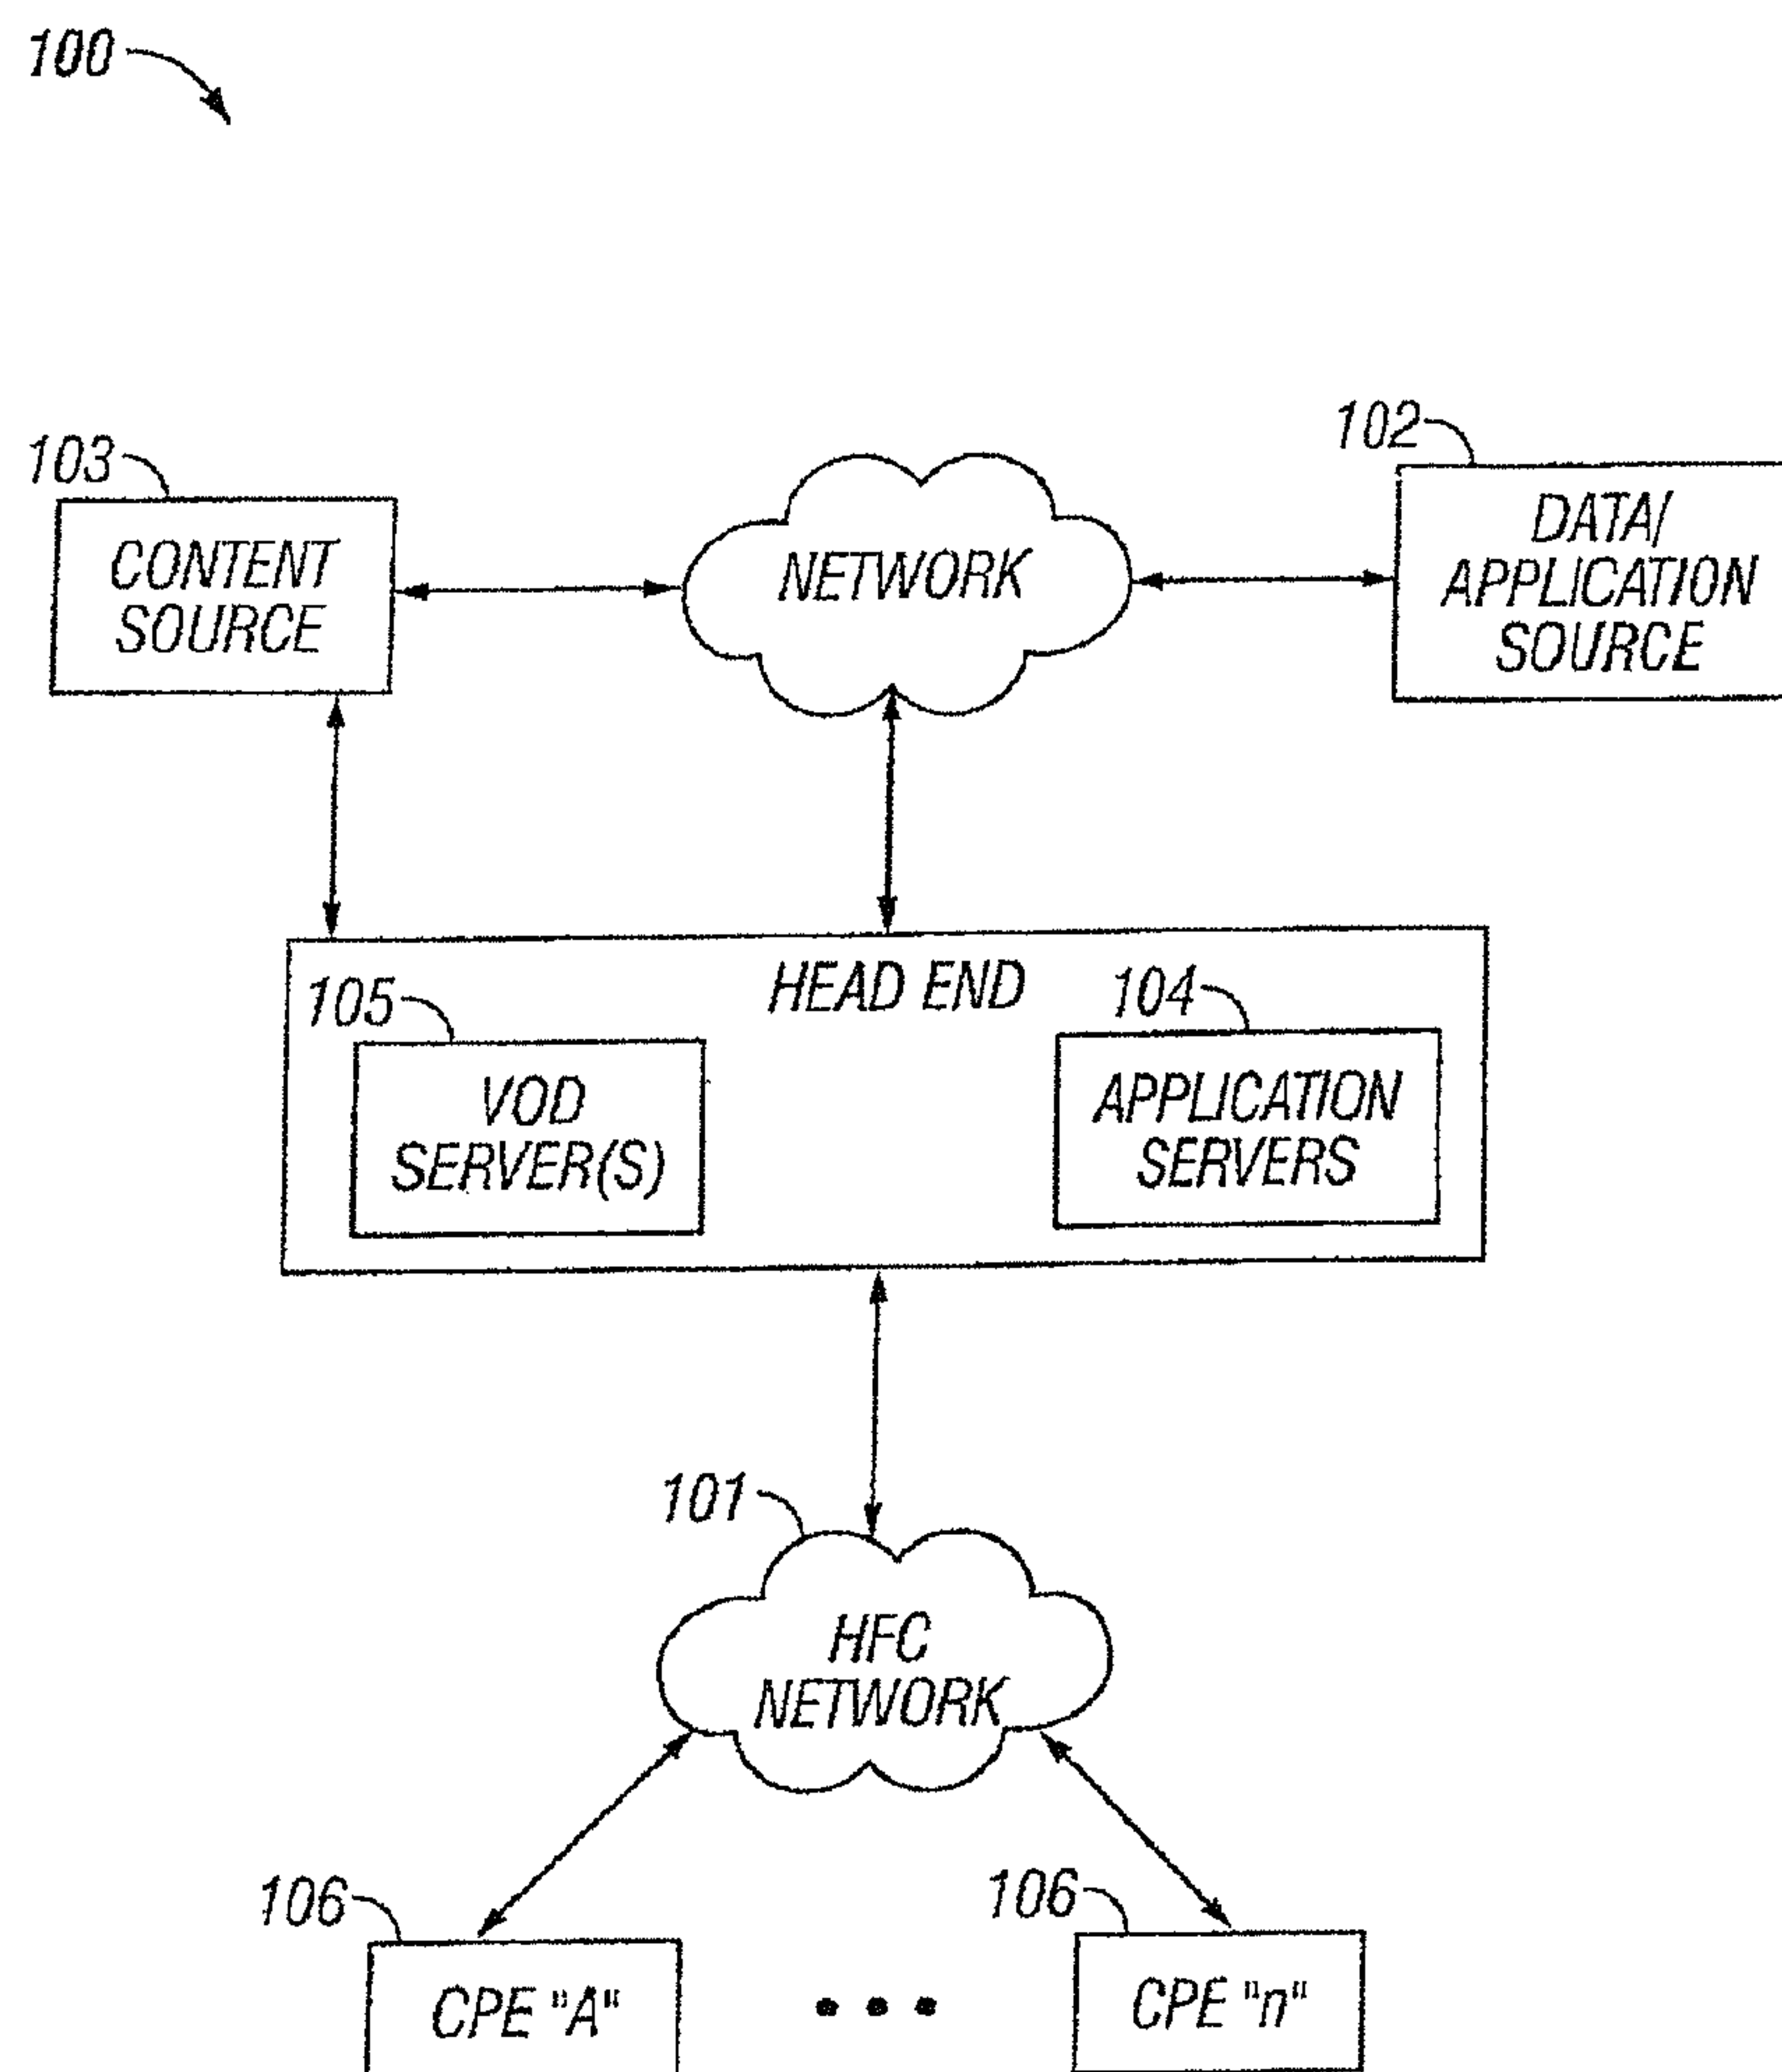 100
103
102
CONTENT
SOURCE
NETWORK
DATA/
APPLICATION
SOURCE
HEAD END
105
104
VOD
SERVER(S)
APPLICATION
SERVERS
101
HFC
NETWORK
106
106
CPE "A"
CPE "n"